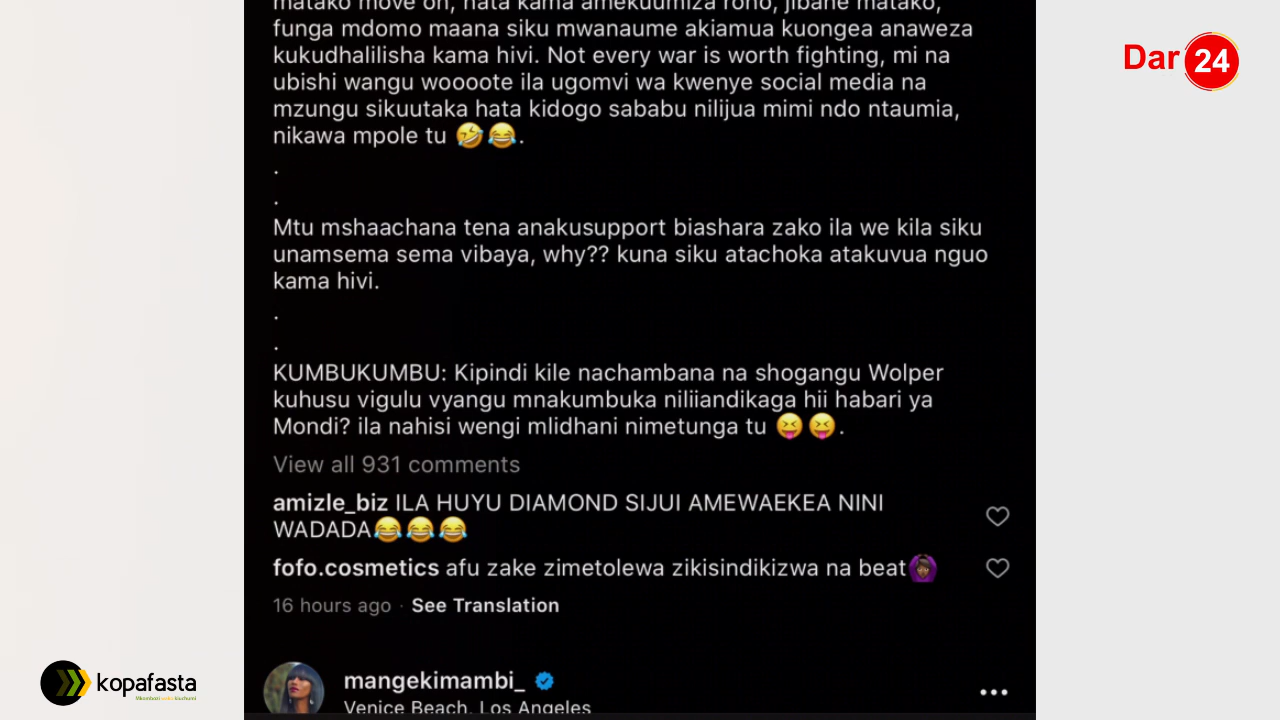 matako move on, hata kama amekuumiza roho, jibane matako,
funga mdomo maana siku mwanaume akiamua kuongea anaweza
kukudhalilisha kama hivi. Not every war is worth fighting, mi na
ubishi wangu woooote ila ugomvi wa kwenye social media na
mzungu sikuutaka hata kidogo sababu nilijua mimi ndo ntaumia,
nikawa mpole tu 🤣😂.
.
.
Mtu mshaachana tena anakusupport biashara zako ila we kila siku
unamsema sema vibaya, why?? kuna siku atachoka atakuvua nguo
kama hivi.
.
.
KUMBUKUMBU: Kipindi kile nachambana na shogangu Wolper
kuhusu vigulu vyangu mnakumbuka niliiandikaga hii habari ya
Mondi? ila nahisi wengi mlidhani nimetunga tu 😝😝.
View all 931 comments
amizle_biz ILA HUYU DIAMOND SIJUI AMEWAEKEA NINI
WADADA😂😂😂
fofo.cosmetics afu zake zimetolewa zikisindikizwa na beat🙆🏾‍♀️
16 hours ago · See Translation
mangekimambi_
Venice Beach, Los Angeles
Dar 24
kopafasta